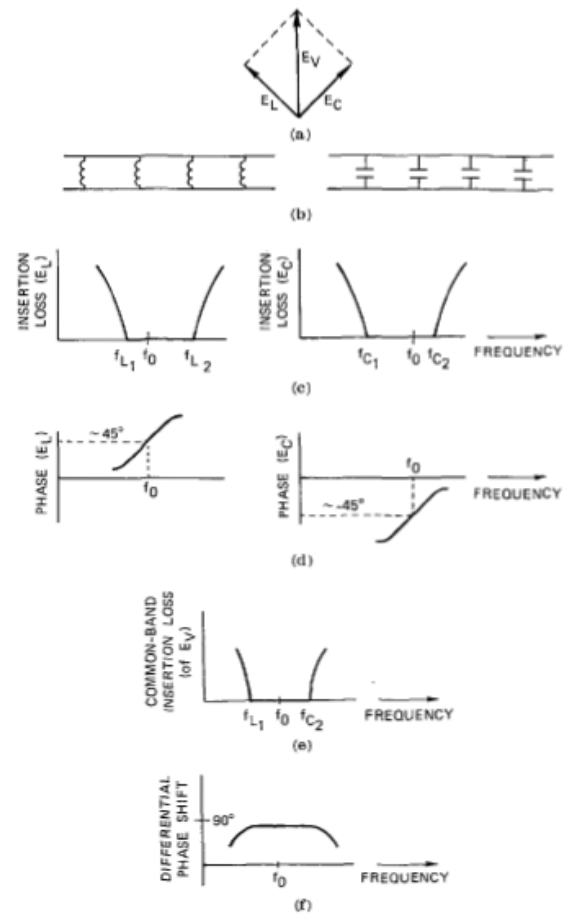 E_V
E_L E_C
(a)
(b)
INSERTION LOSS (E_L)
f_L1 f_0 f_L2
INSERTION LOSS (E_C)
f_C1 f_0 f_C2 FREQUENCY
(c)
PHASE (E_L)
~45°
f_0
PHASE (E_C)
f_0
~-45°
FREQUENCY
(d)
COMMON-BAND
INSERTION LOSS
(of E_V)
f_L1 f_0 f_C2 FREQUENCY
(e)
DIFFERENTIAL
PHASE SHIFT
90°
f_0 FREQUENCY
(f)